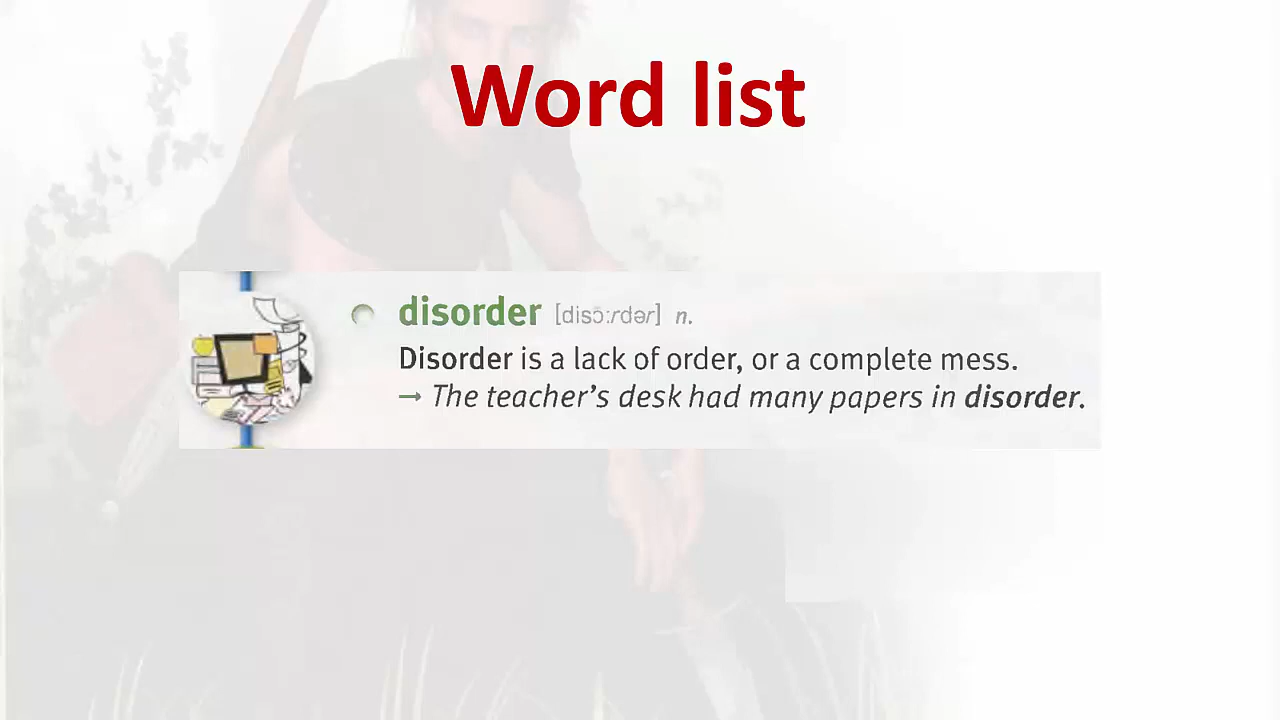 Word list
disorder [disɔ̃ːrdər] n.
Disorder is a lack of order, or a complete mess.
→ The teacher's desk had many papers in disorder.